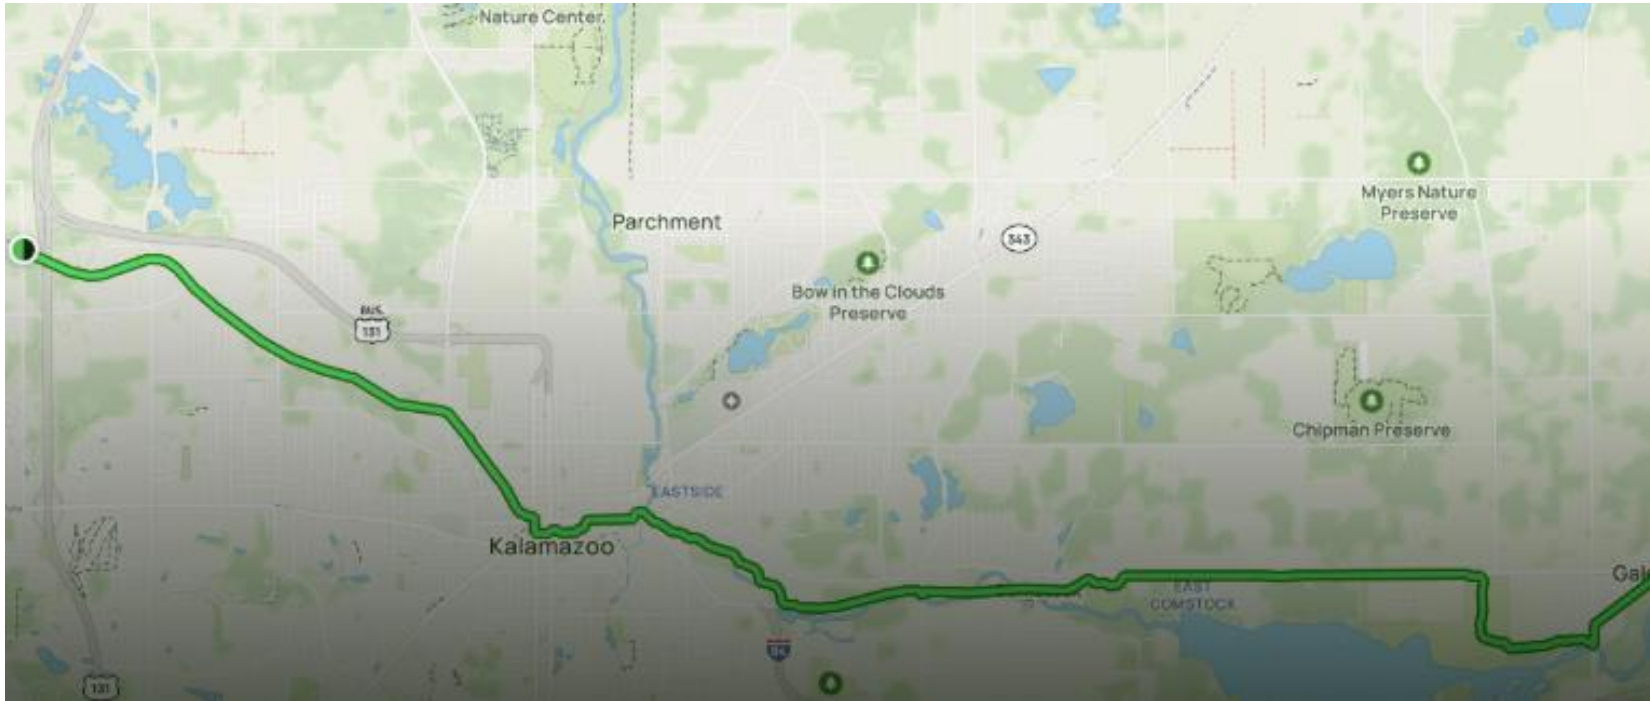 Nature Center
Parchment
343
Myers Nature
Preserve
Bow in the Clouds
Preserve
BUS.
131
Chipman Preserve
EASTSIDE
Kalamazoo
EAST
COMSTOCK
94
131